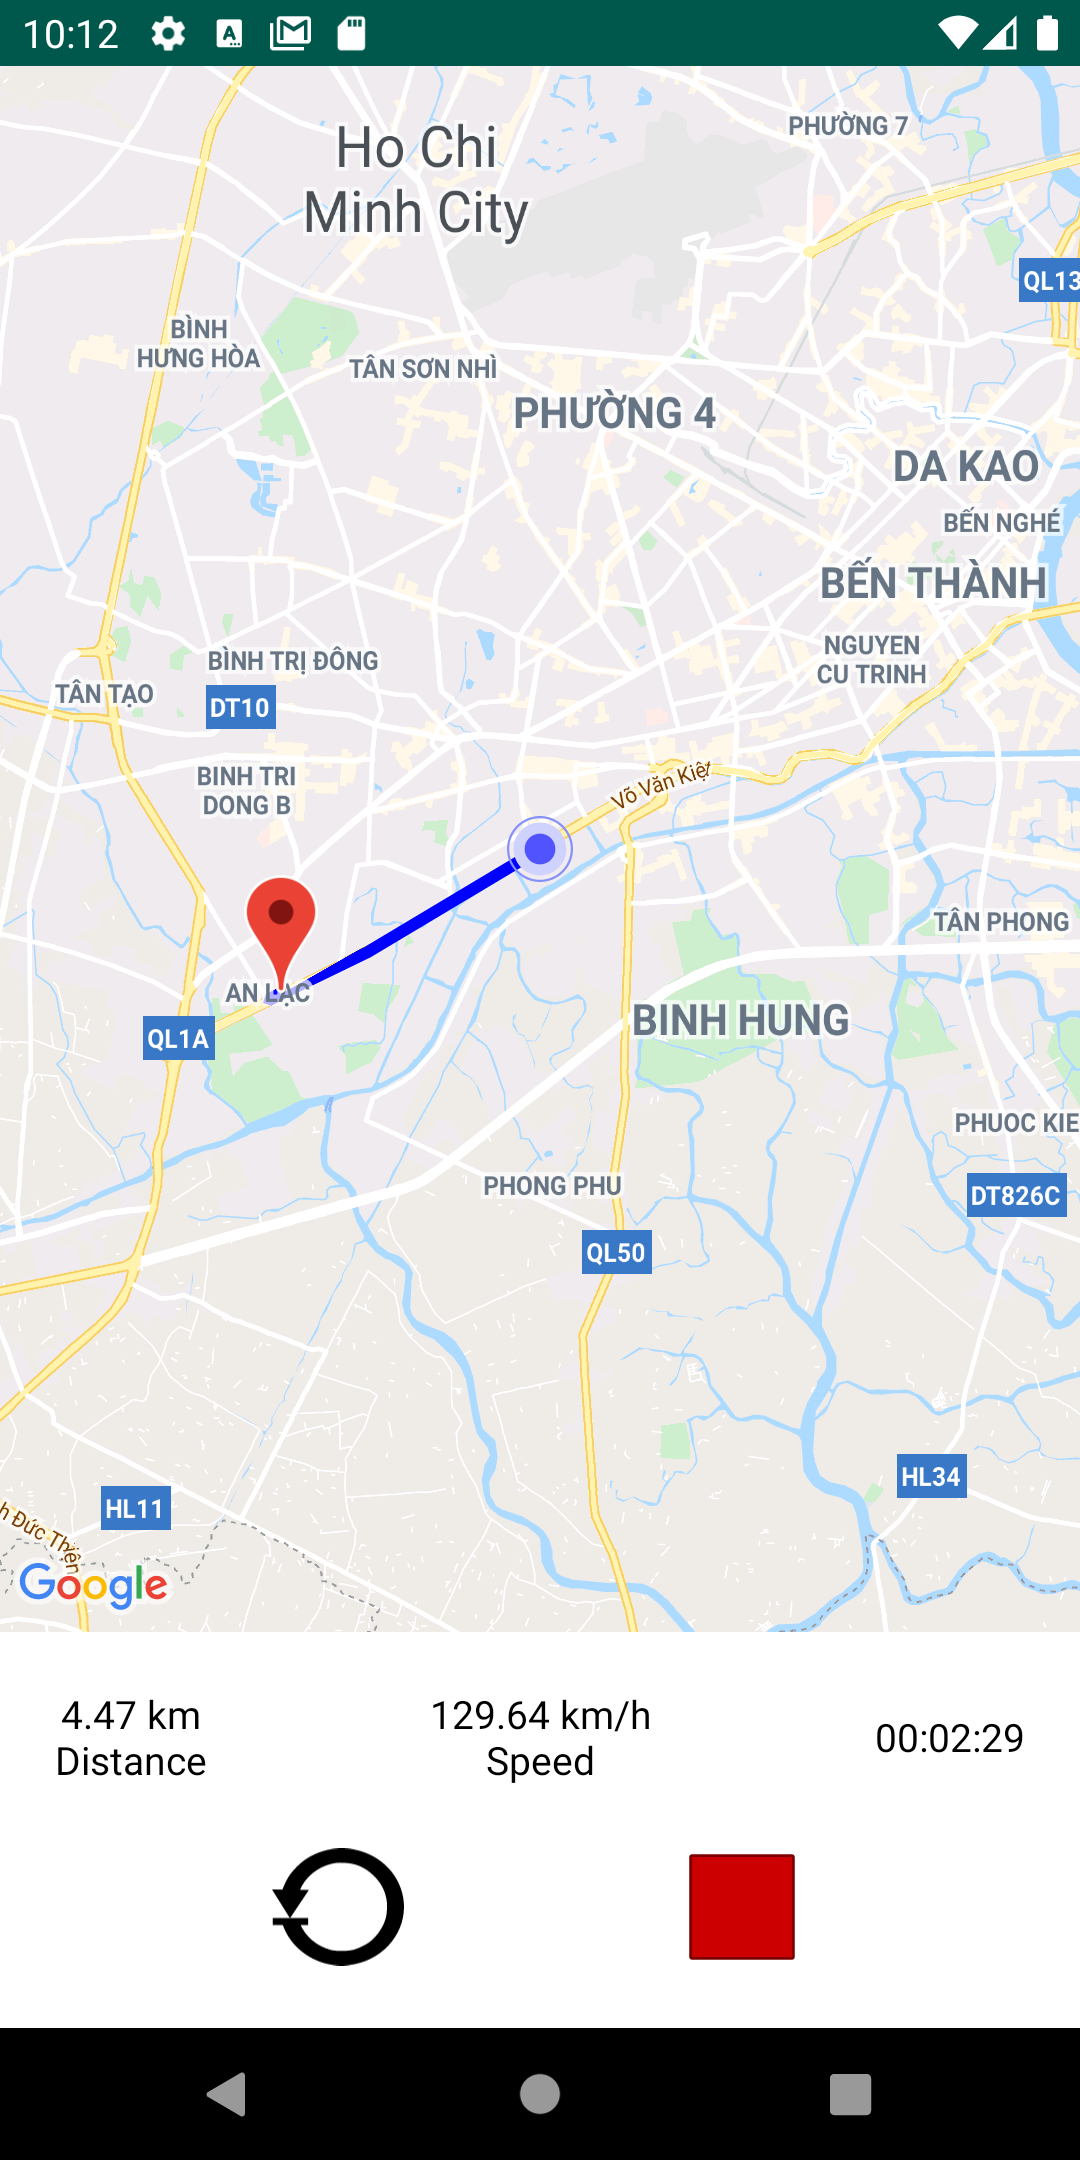 10:12
PHƯỜNG 7
Ho Chi
Minh City
QL13
BÌNH
HƯNG HÒA
TÂN SƠN NHÌ
PHƯỜNG 4
DA KAO
BẾN NGHÉ
BẾN THÀNH
NGUYEN
CU TRINH
BÌNH TRỊ ĐÔNG
TÂN TẠO
DT10
BINH TRI
DONG B
Võ Văn Kiệt
TÂN PHONG
AN LẠC
QL1A
BINH HUNG
PHUOC KIE
PHONG PHU
DT826C
QL50
HL34
HL11
h Đức Thiện
Google
4.47 km
Distance
129.64 km/h
Speed
00:02:29